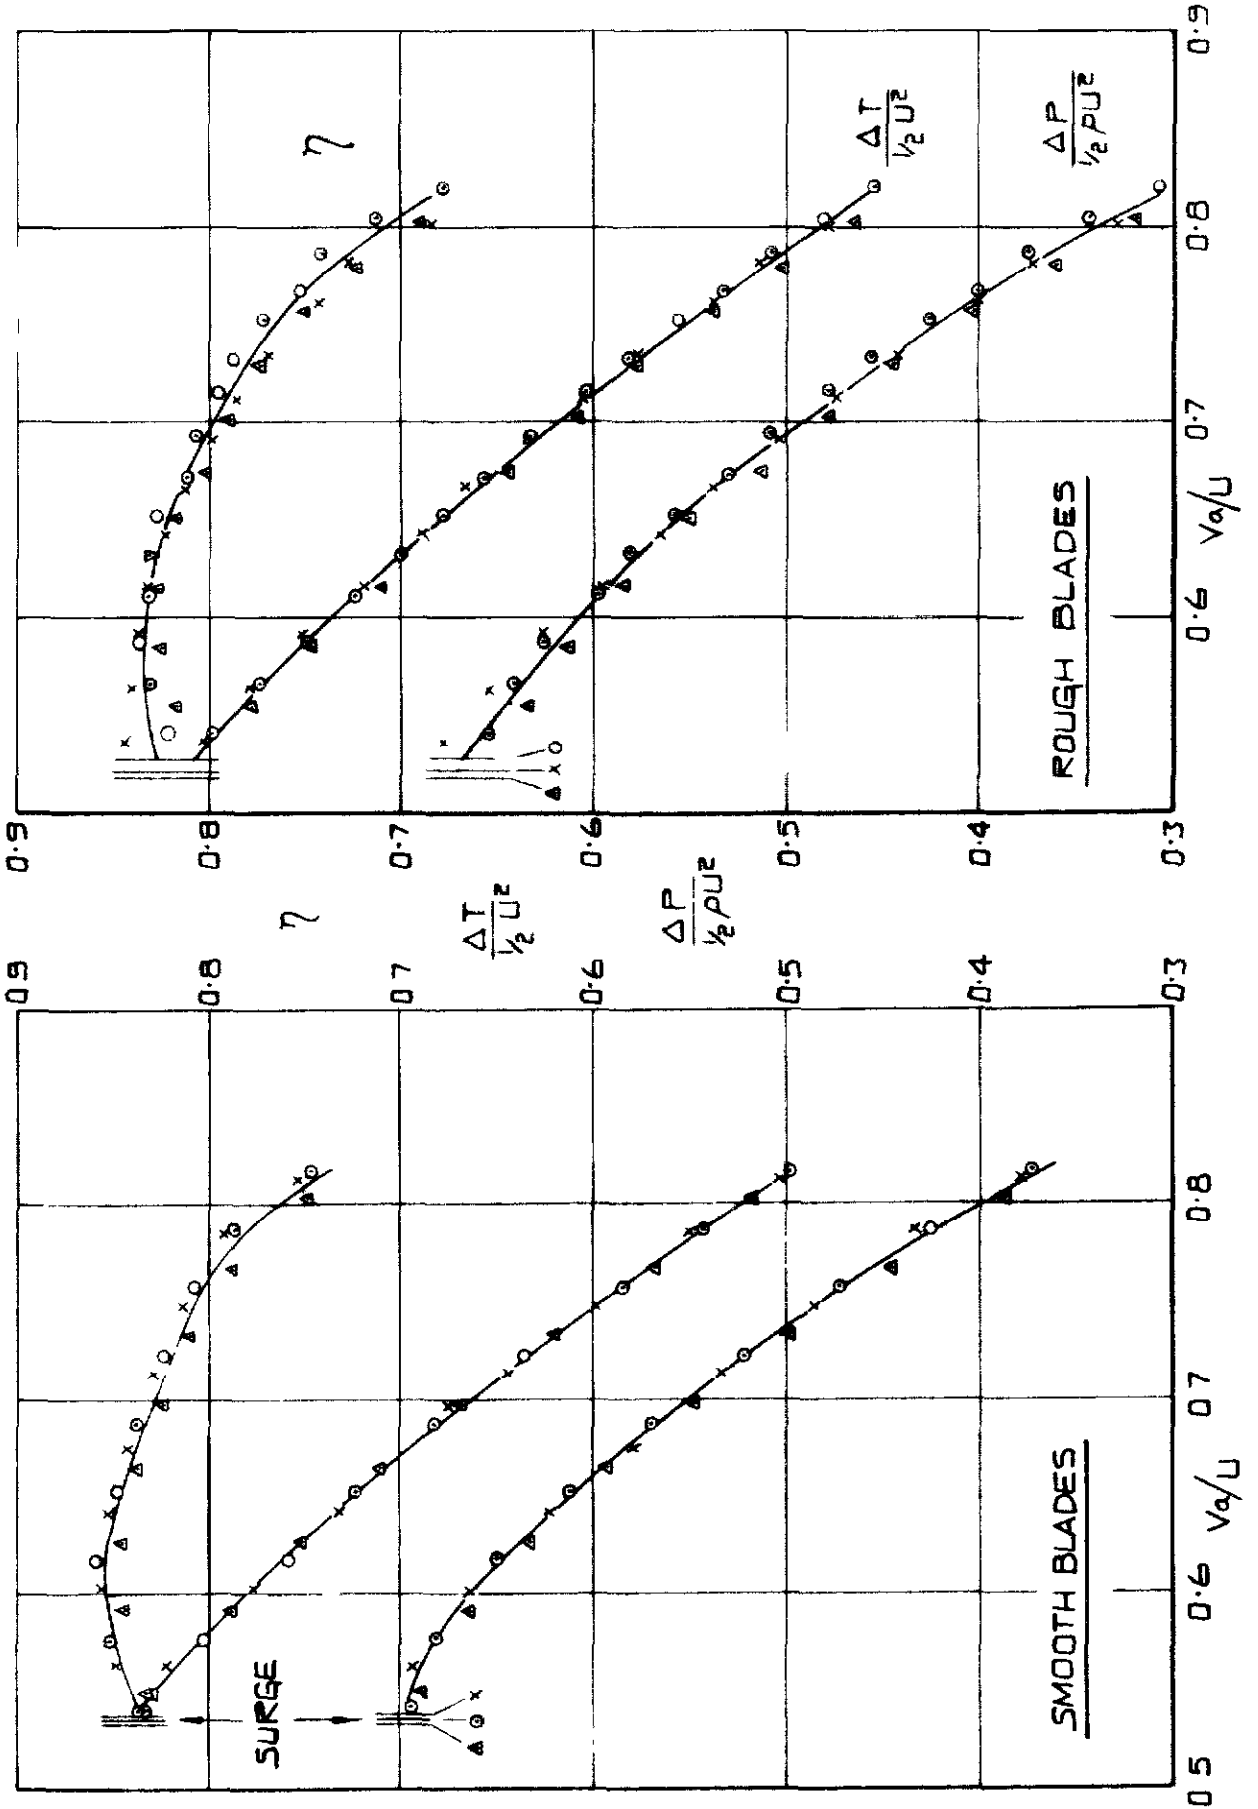 0 9 0·9
0·8 0·8
SURGE
η
η
0 7 0·7
ΔT / ½ U²
0·6 0·6
ΔP / ½ ρU²
0·5 0·5
ΔT / ½ U²
0·4 0·4
ΔP / ½ ρU²
SMOOTH BLADES
ROUGH BLADES
0·3 0·3
0 5 0·6 0 7 0·8 0·6 0·7 0·8 0·9
Va/U Va/U